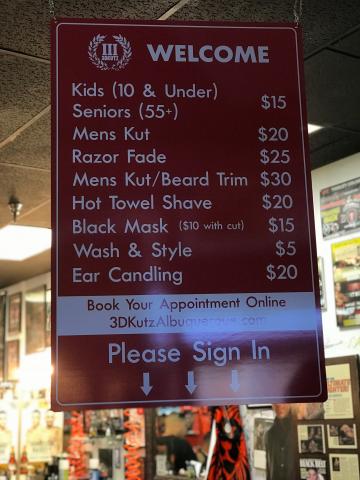 III
3DKUTZ
WELCOME
Kids (10 & Under)
Seniors (55+) $15
Mens Kut $20
Razor Fade $25
Mens Kut/Beard Trim $30
Hot Towel Shave $20
Black Mask ($10 with cut) $15
Wash & Style $5
Ear Candling $20
Book Your Appointment Online
3DKutzAlbuquerque.com
Please Sign In